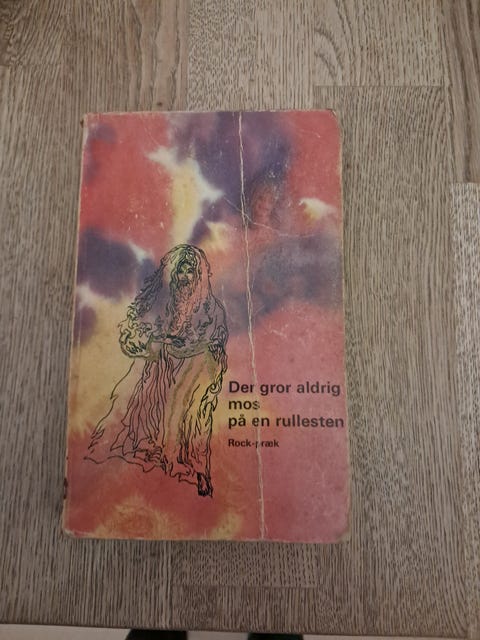 Der gror aldrig
mos
på en rullesten
Rock-præk